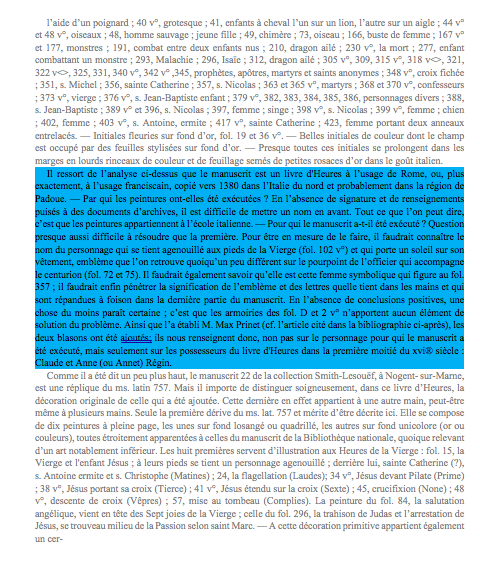 l'aide d'un poignard ; 40 v°, grotesque ; 41, enfants à cheval l'un sur un lion, l'autre sur un aigle ; 44 v°
et 48 v°, oiseaux ; 48, homme sauvage ; jeune fille ; 49, chimère ; 73, oiseau ; 166, buste de femme ; 167 v°
et 177, monstres ; 191, combat entre deux enfants nus ; 210, dragon ailé ; 230 v°, la mort ; 277, enfant
combattant un monstre ; 293, Malachie ; 296, Isaïe ; 312, dragon ailé ; 305 v°, 309, 315 v°, 318 v<>, 321,
322 v<>, 325, 331, 340 v°, 342 v° ,345, prophètes, apôtres, martyrs et saints anonymes ; 348 v°, croix fichée
; 351, s. Michel ; 356, sainte Catherine ; 357, s. Nicolas ; 363 et 365 v°, martyrs ; 368 et 370 v°, confesseurs
; 373 v°, vierge ; 376 v°, s. Jean-Baptiste enfant ; 379 v°, 382, 383, 384, 385, 386, personnages divers ; 388,
s. Jean-Baptiste ; 389 v° et 396, s. Nicolas ; 397, femme ; singe ; 398 v°, s. Nicolas ; 399 v°, femme ; chien
; 402, femme ; 403 v°, s. Antoine, ermite ; 417 v°, sainte Catherine ; 423, femme portant deux anneaux
entrelacés. — Initiales fleuries sur fond d'or, fol. 19 et 36 v°. — Belles initiales de couleur dont le champ
est occupé par des feuilles stylisées sur fond d'or. — Presque toutes ces initiales se prolongent dans les
marges en lourds rinceaux de couleur et de feuillage semés de petites rosaces d'or dans le goût italien.
Il ressort de l'analyse ci-dessus que le manuscrit est un livre d'Heures à l'usage de Rome, ou, plus
exactement, à l'usage franciscain, copié vers 1380 dans l'Italie du nord et probablement dans la région de
Padoue. — Par qui les peintures ont-elles été exécutées ? En l'absence de signature et de renseignements
puisés à des documents d'archives, il est difficile de mettre un nom en avant. Tout ce que l'on peut dire,
c'est que les peintures appartiennent à l'école italienne. — Pour qui le manuscrit a-t-il été exécuté ? Question
presque aussi difficile à résoudre que la première. Pour être en mesure de le faire, il faudrait connaître le
nom du personnage qui se tient agenouillé aux pieds de la Vierge (fol. 102 v°) et qui porte un soleil sur son
vêtement, emblème que l'on retrouve quoiqu'un peu différent sur le pourpoint de l'officier qui accompagne
le centurion (fol. 72 et 75). Il faudrait également savoir qu'elle est cette femme symbolique qui figure au fol.
357 ; il faudrait enfin pénétrer la signification de l'emblème et des lettres quelle tient dans les mains et qui
sont répandues à foison dans la dernière partie du manuscrit. En l'absence de conclusions positives, une
chose du moins paraît certaine ; c'est que les armoiries des fol. D et 2 v° n'apportent aucun élément de
solution du problème. Ainsi que l'a établi M. Max Prinet (cf. l'article cité dans la bibliographie ci-après), les
deux blasons ont été ajoutés; ils nous renseignent donc, non pas sur le personnage pour qui le manuscrit a
été exécuté, mais seulement sur les possesseurs du livre d'Heures dans la première moitié du xvi® siècle :
Claude et Anne (ou Annet) Régin.
Comme il a été dit un peu plus haut, le manuscrit 22 de la collection Smith-Lesouëf, à Nogent- sur-Marne,
est une réplique du ms. latin 757. Mais il importe de distinguer soigneusement, dans ce livre d'Heures, la
décoration originale de celle qui a été ajoutée. Cette dernière en effet appartient à une autre main, peut-être
même à plusieurs mains. Seule la première dérive du ms. lat. 757 et mérite d'être décrite ici. Elle se compose
de dix peintures à pleine page, les unes sur fond losangé ou quadrillé, les autres sur fond unicolore (or ou
couleurs), toutes étroitement apparentées à celles du manuscrit de la Bibliothèque nationale, quoique relevant
d'un art notablement inférieur. Les huit premières servent d'illustration aux Heures de la Vierge : fol. 15, la
Vierge et l'enfant Jésus ; à leurs pieds se tient un personnage agenouillé ; derrière lui, sainte Catherine (?),
s. Antoine ermite et s. Christophe (Matines) ; 24, la flagellation (Laudes); 34 v°, Jésus devant Pilate (Prime)
; 38 v°, Jésus portant sa croix (Tierce) ; 41 v°, Jésus étendu sur la croix (Sexte) ; 45, crucifixion (None) ; 48
v°, descente de croix (Vêpres) ; 57, mise au tombeau (Complies). La peinture du fol. 84, la salutation
angélique, vient en tête des Sept joies de la Vierge ; celle du fol. 296, la trahison de Judas et l'arrestation de
Jésus, se trouveau milieu de la Passion selon saint Marc. — A cette décoration primitive appartient également
un cer-